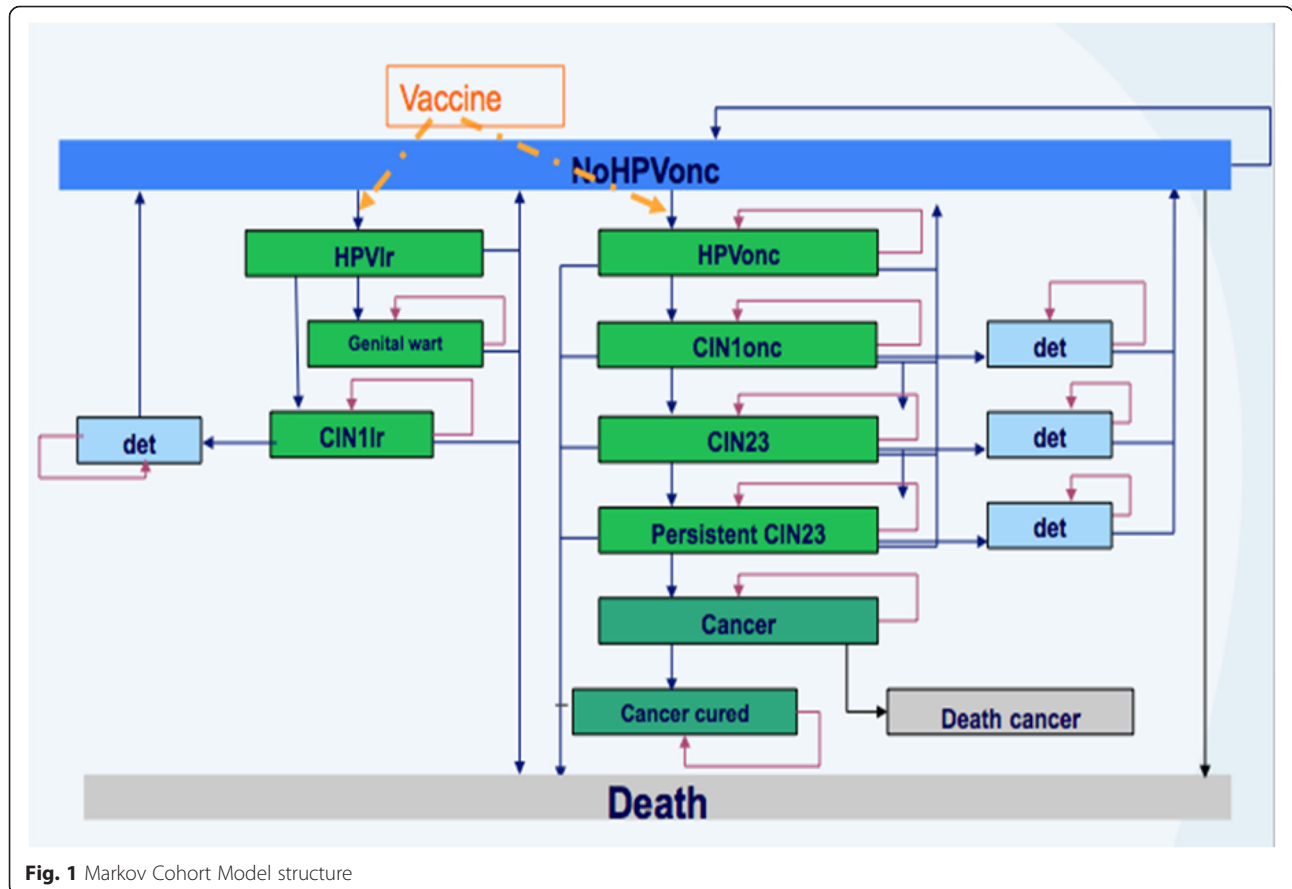 Vaccine
NoHPVonc
HPVlr
HPVonc
Genital wart
CIN1onc
det
det
CIN1lr
CIN23
det
Persistent CIN23
det
Cancer
Cancer cured
Death cancer
Death
Fig. 1 Markov Cohort Model structure